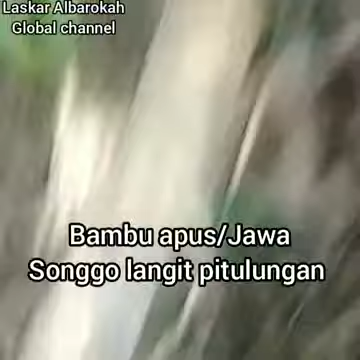 Laskar Albarokah
Global channel
Bambu apus/Jawa
Songgo langit pitulungan